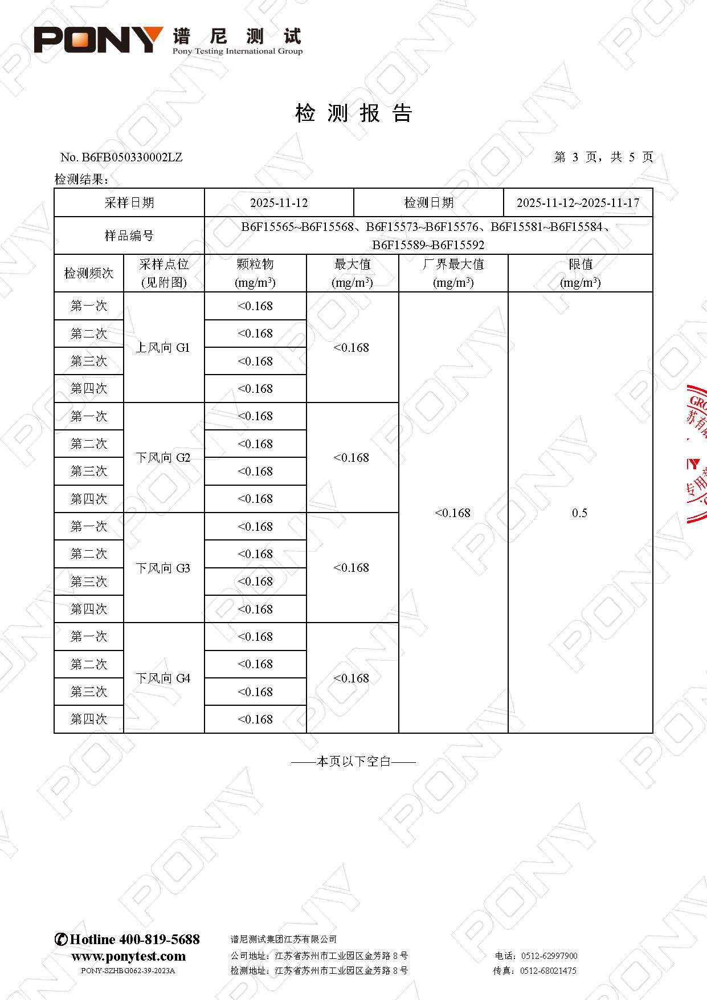 PONY 谱尼测试
Pony Testing International Group
检 测 报 告
No. B6FB050330002LZ 第 3 页，共 5 页
检测结果：
采样日期 2025-11-12 检测日期 2025-11-12~2025-11-17
样品编号 B6F15565~B6F15568、B6F15573~B6F15576、B6F15581~B6F15584、
B6F15589~B6F15592
检测频次 采样点位 颗粒物 最大值 厂界最大值 限值
(见附图) (mg/m³) (mg/m³) (mg/m³) (mg/m³)
第一次 <0.168
第二次 <0.168
上风向 G1 <0.168
第三次 <0.168
第四次 <0.168
第一次 <0.168
第二次 <0.168
下风向 G2 <0.168
第三次 <0.168
第四次 <0.168
<0.168 0.5
第一次 <0.168
第二次 <0.168
下风向 G3 <0.168
第三次 <0.168
第四次 <0.168
第一次 <0.168
第二次 <0.168
下风向 G4 <0.168
第三次 <0.168
第四次 <0.168
——本页以下空白——
Hotline 400-819-5688 谱尼测试集团江苏有限公司
www.ponytest.com 公司地址：江苏省苏州市工业园区金芳路 8 号 电话：0512-62997900
PONY-SZHBG062-39-2023A 检测地址：江苏省苏州市工业园区金芳路 8 号 传真：0512-68021475